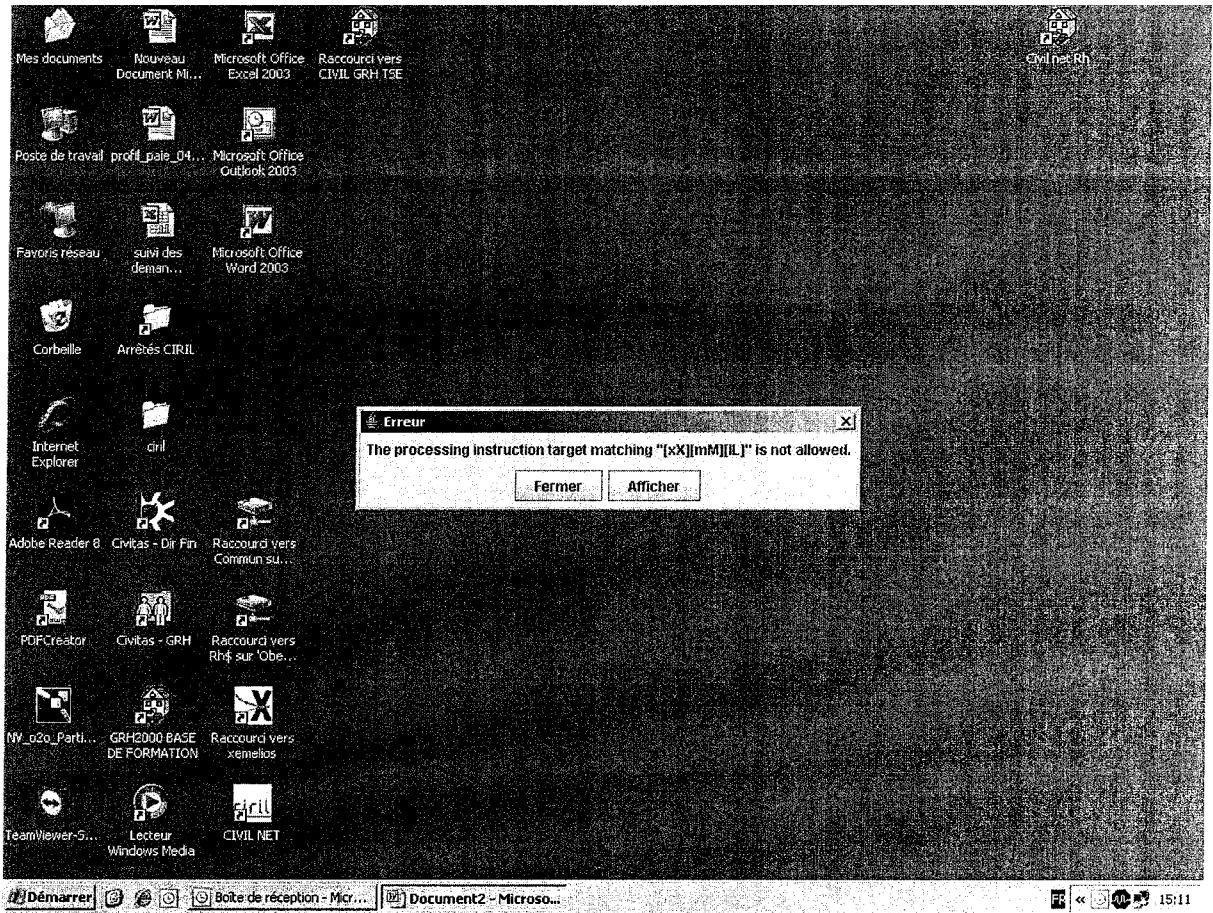 Mes documents
Nouveau
Document Mi...
Microsoft Office
Excel 2003
Raccourci vers
CIVIL GRH TSE
Civil net Rh
Poste de travail
profil_paie_04...
Microsoft Office
Outlook 2003
Favoris réseau
suivi des
deman...
Microsoft Office
Word 2003
Corbeille
Arrêtés CIRIL
Internet
Explorer
ciril
Erreur
The processing instruction target matching "[xX][mM][lL]" is not allowed.
Fermer
Afficher
Adobe Reader 8
Civitas - Dir Fin
Raccourci vers
Commun su...
PDFCreator
Civitas - GRH
Raccourci vers
Rh$ sur 'Obe...
NV_o2o_Parti...
GRH2000 BASE
DE FORMATION
Raccourci vers
xemelios
TeamViewer-S...
Lecteur
Windows Media
ciril
CIVIL NET
Démarrer
Boîte de réception - Micr...
Document2 - Microso...
FR
«
15:11